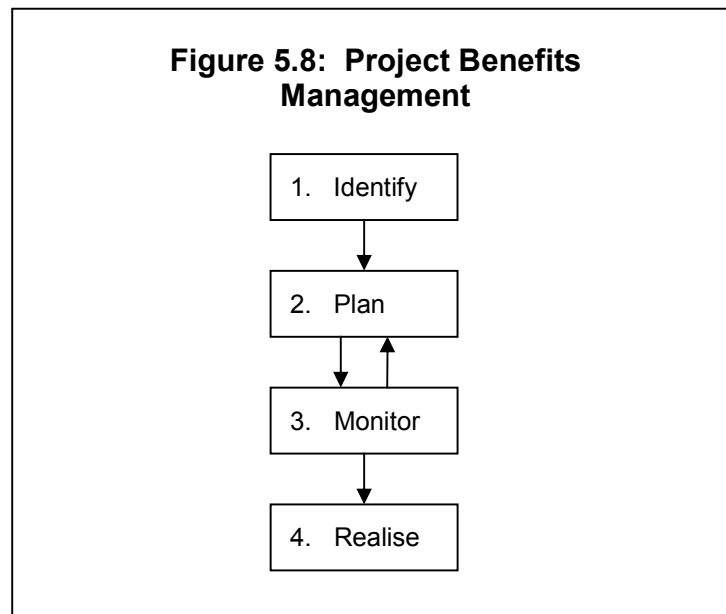 Figure 5.8: Project Benefits
Management
1. Identify
2. Plan
3. Monitor
4. Realise